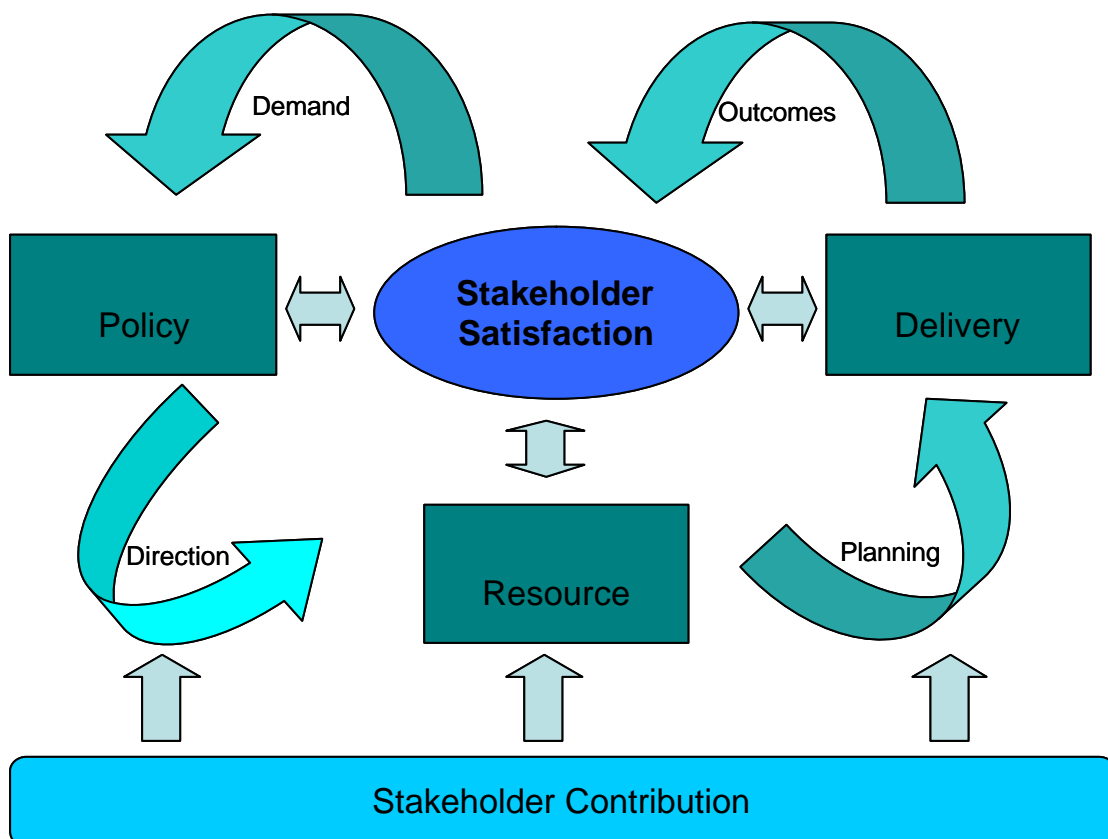 Demand
Outcomes
Policy
Stakeholder
Satisfaction
Delivery
Direction
Resource
Planning
Stakeholder Contribution